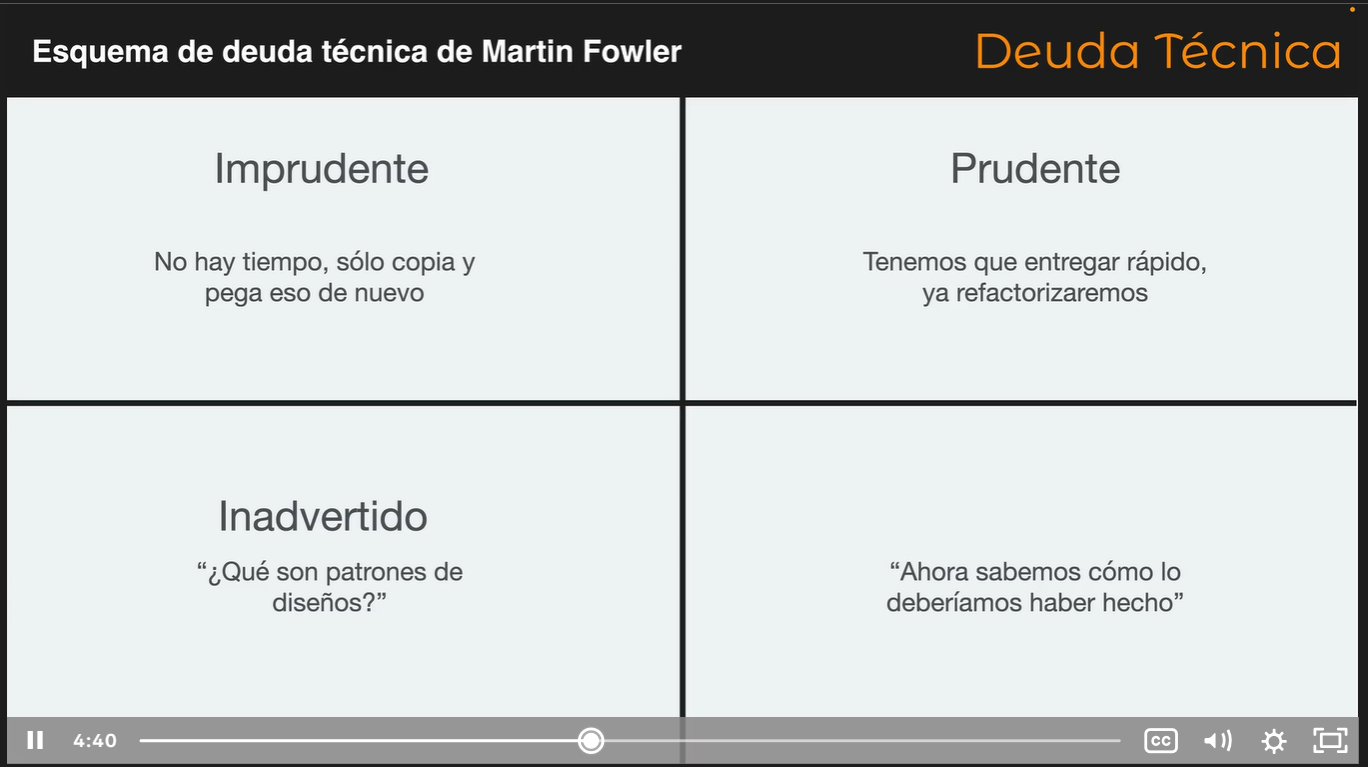 Esquema de deuda técnica de Martin Fowler
Deuda Técnica
Imprudente
No hay tiempo, sólo copia y
pega eso de nuevo
Prudente
Tenemos que entregar rápido,
ya refactorizaremos
Inadvertido
“¿Qué son patrones de
diseños?”
“Ahora sabemos cómo lo
deberíamos haber hecho”
4:40
CC